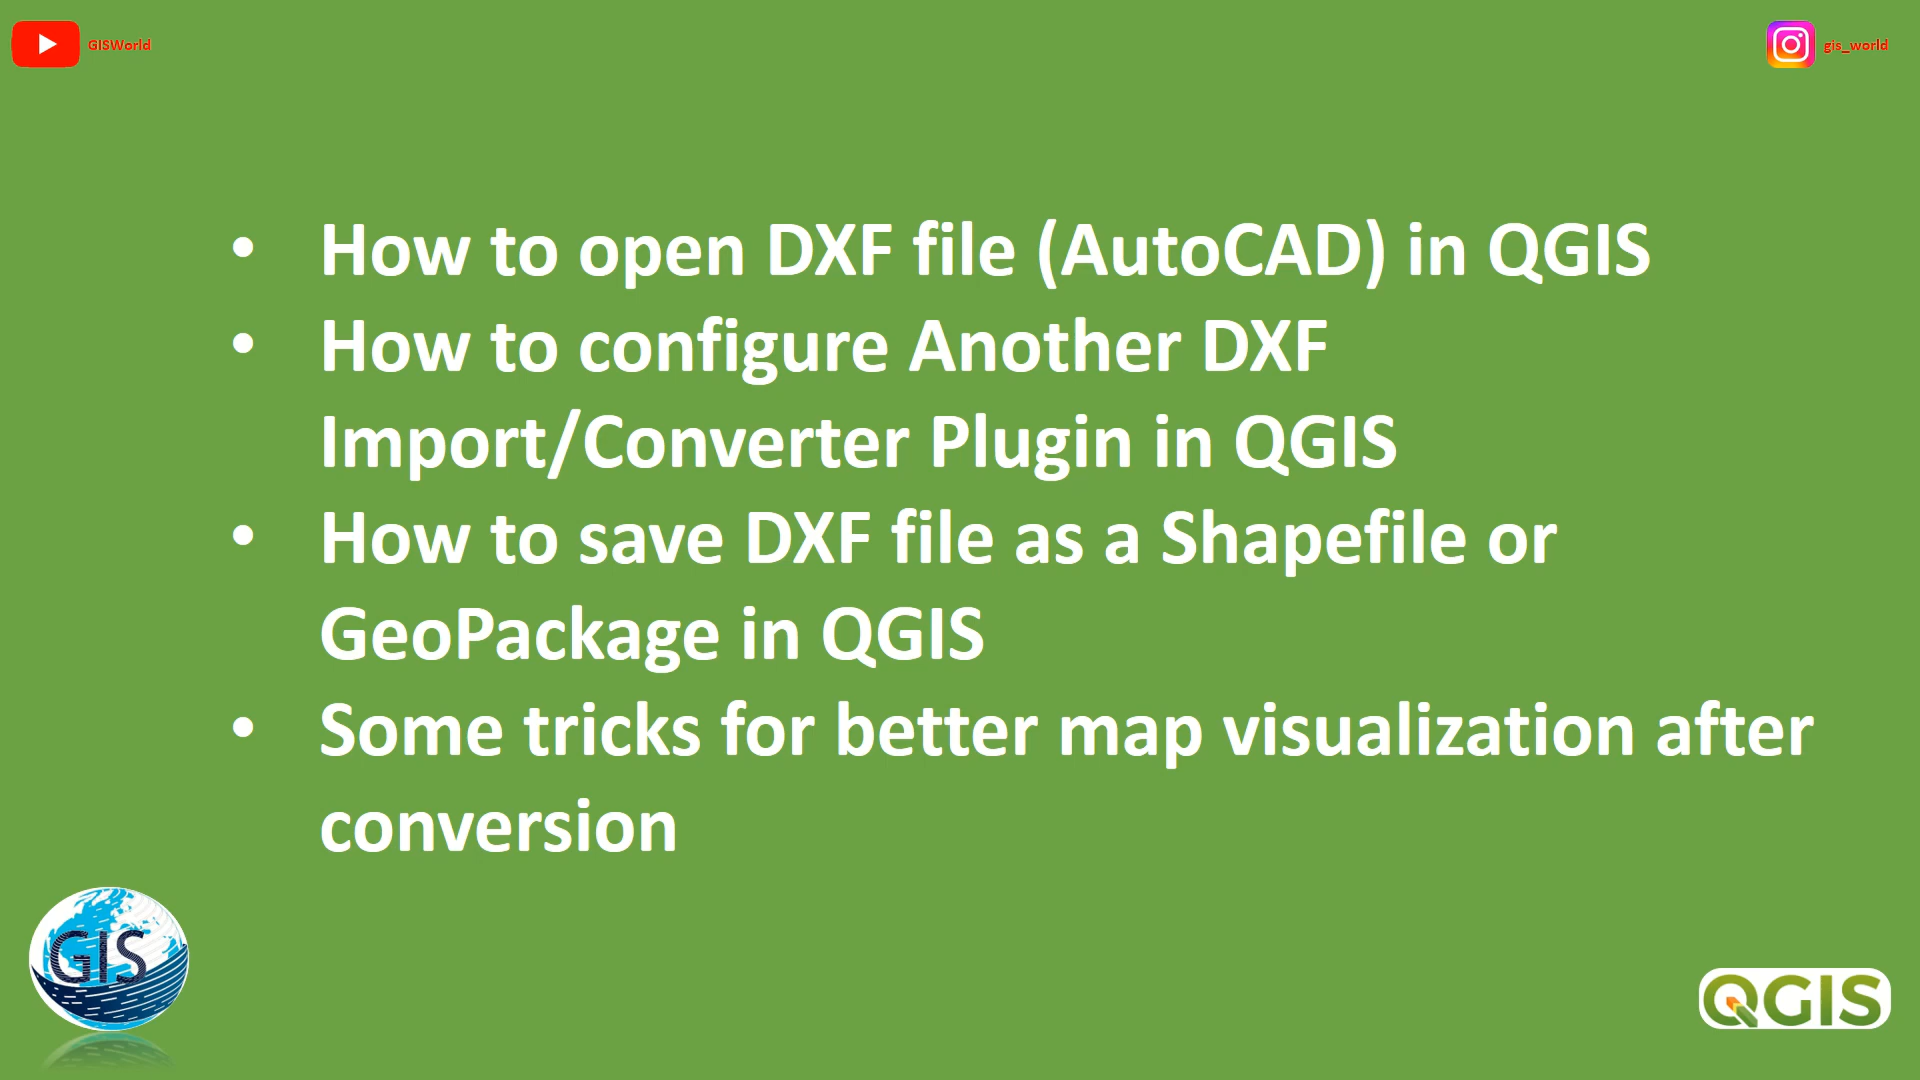 GISWorld
gis_world
• How to open DXF file (AutoCAD) in QGIS
• How to configure Another DXF
Import/Converter Plugin in QGIS
• How to save DXF file as a Shapefile or
GeoPackage in QGIS
• Some tricks for better map visualization after
conversion
GIS
QGIS